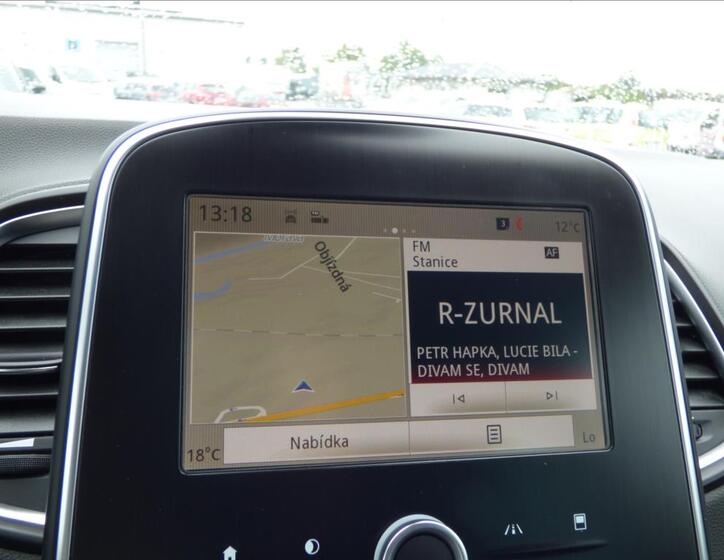 13:18
3
12°c
Morava
Objízdná
FM
Stanice
AF
R-ZURNAL
PETR HAPKA, LUCIE BILA -
DIVAM SE, DIVAM
18°c
Nabídka
Lo